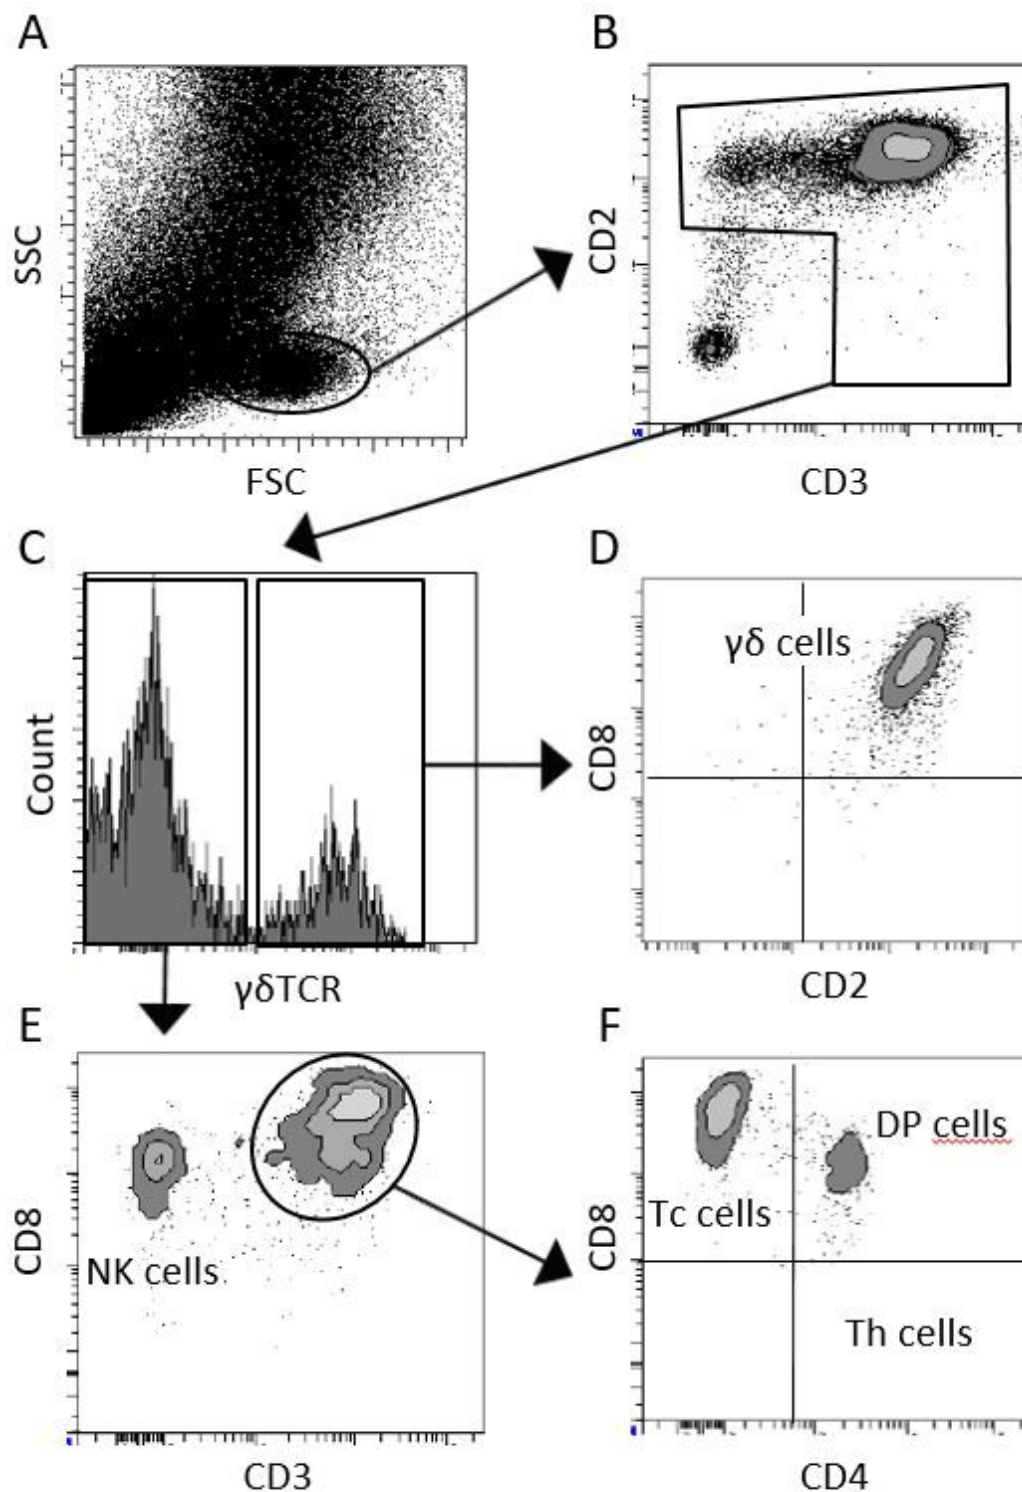 A
SSC
FSC
B
CD2
CD3
C
Count
γδTCR
D
γδ cells
CD8
CD2
E
CD8
NK cells
CD3
F
CD8
DP cells
Tc cells
Th cells
CD4